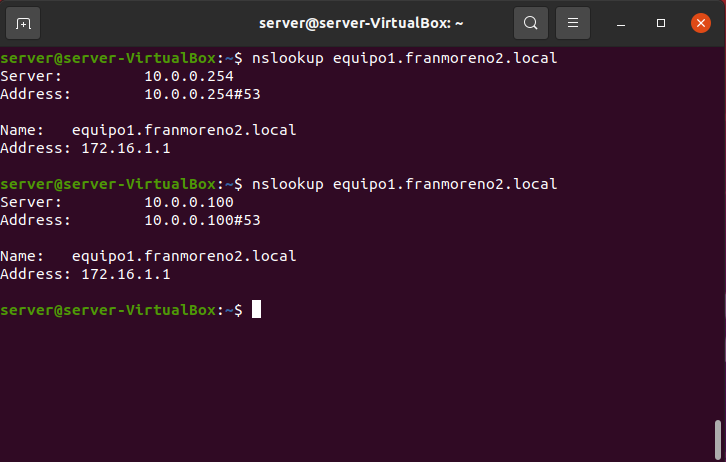 server@server-VirtualBox: ~
server@server-VirtualBox:~$ nslookup equipo1.franmoreno2.local
Server:         10.0.0.254
Address:        10.0.0.254#53
Name:   equipo1.franmoreno2.local
Address: 172.16.1.1
server@server-VirtualBox:~$ nslookup equipo1.franmoreno2.local
Server:         10.0.0.100
Address:        10.0.0.100#53
Name:   equipo1.franmoreno2.local
Address: 172.16.1.1
server@server-VirtualBox:~$